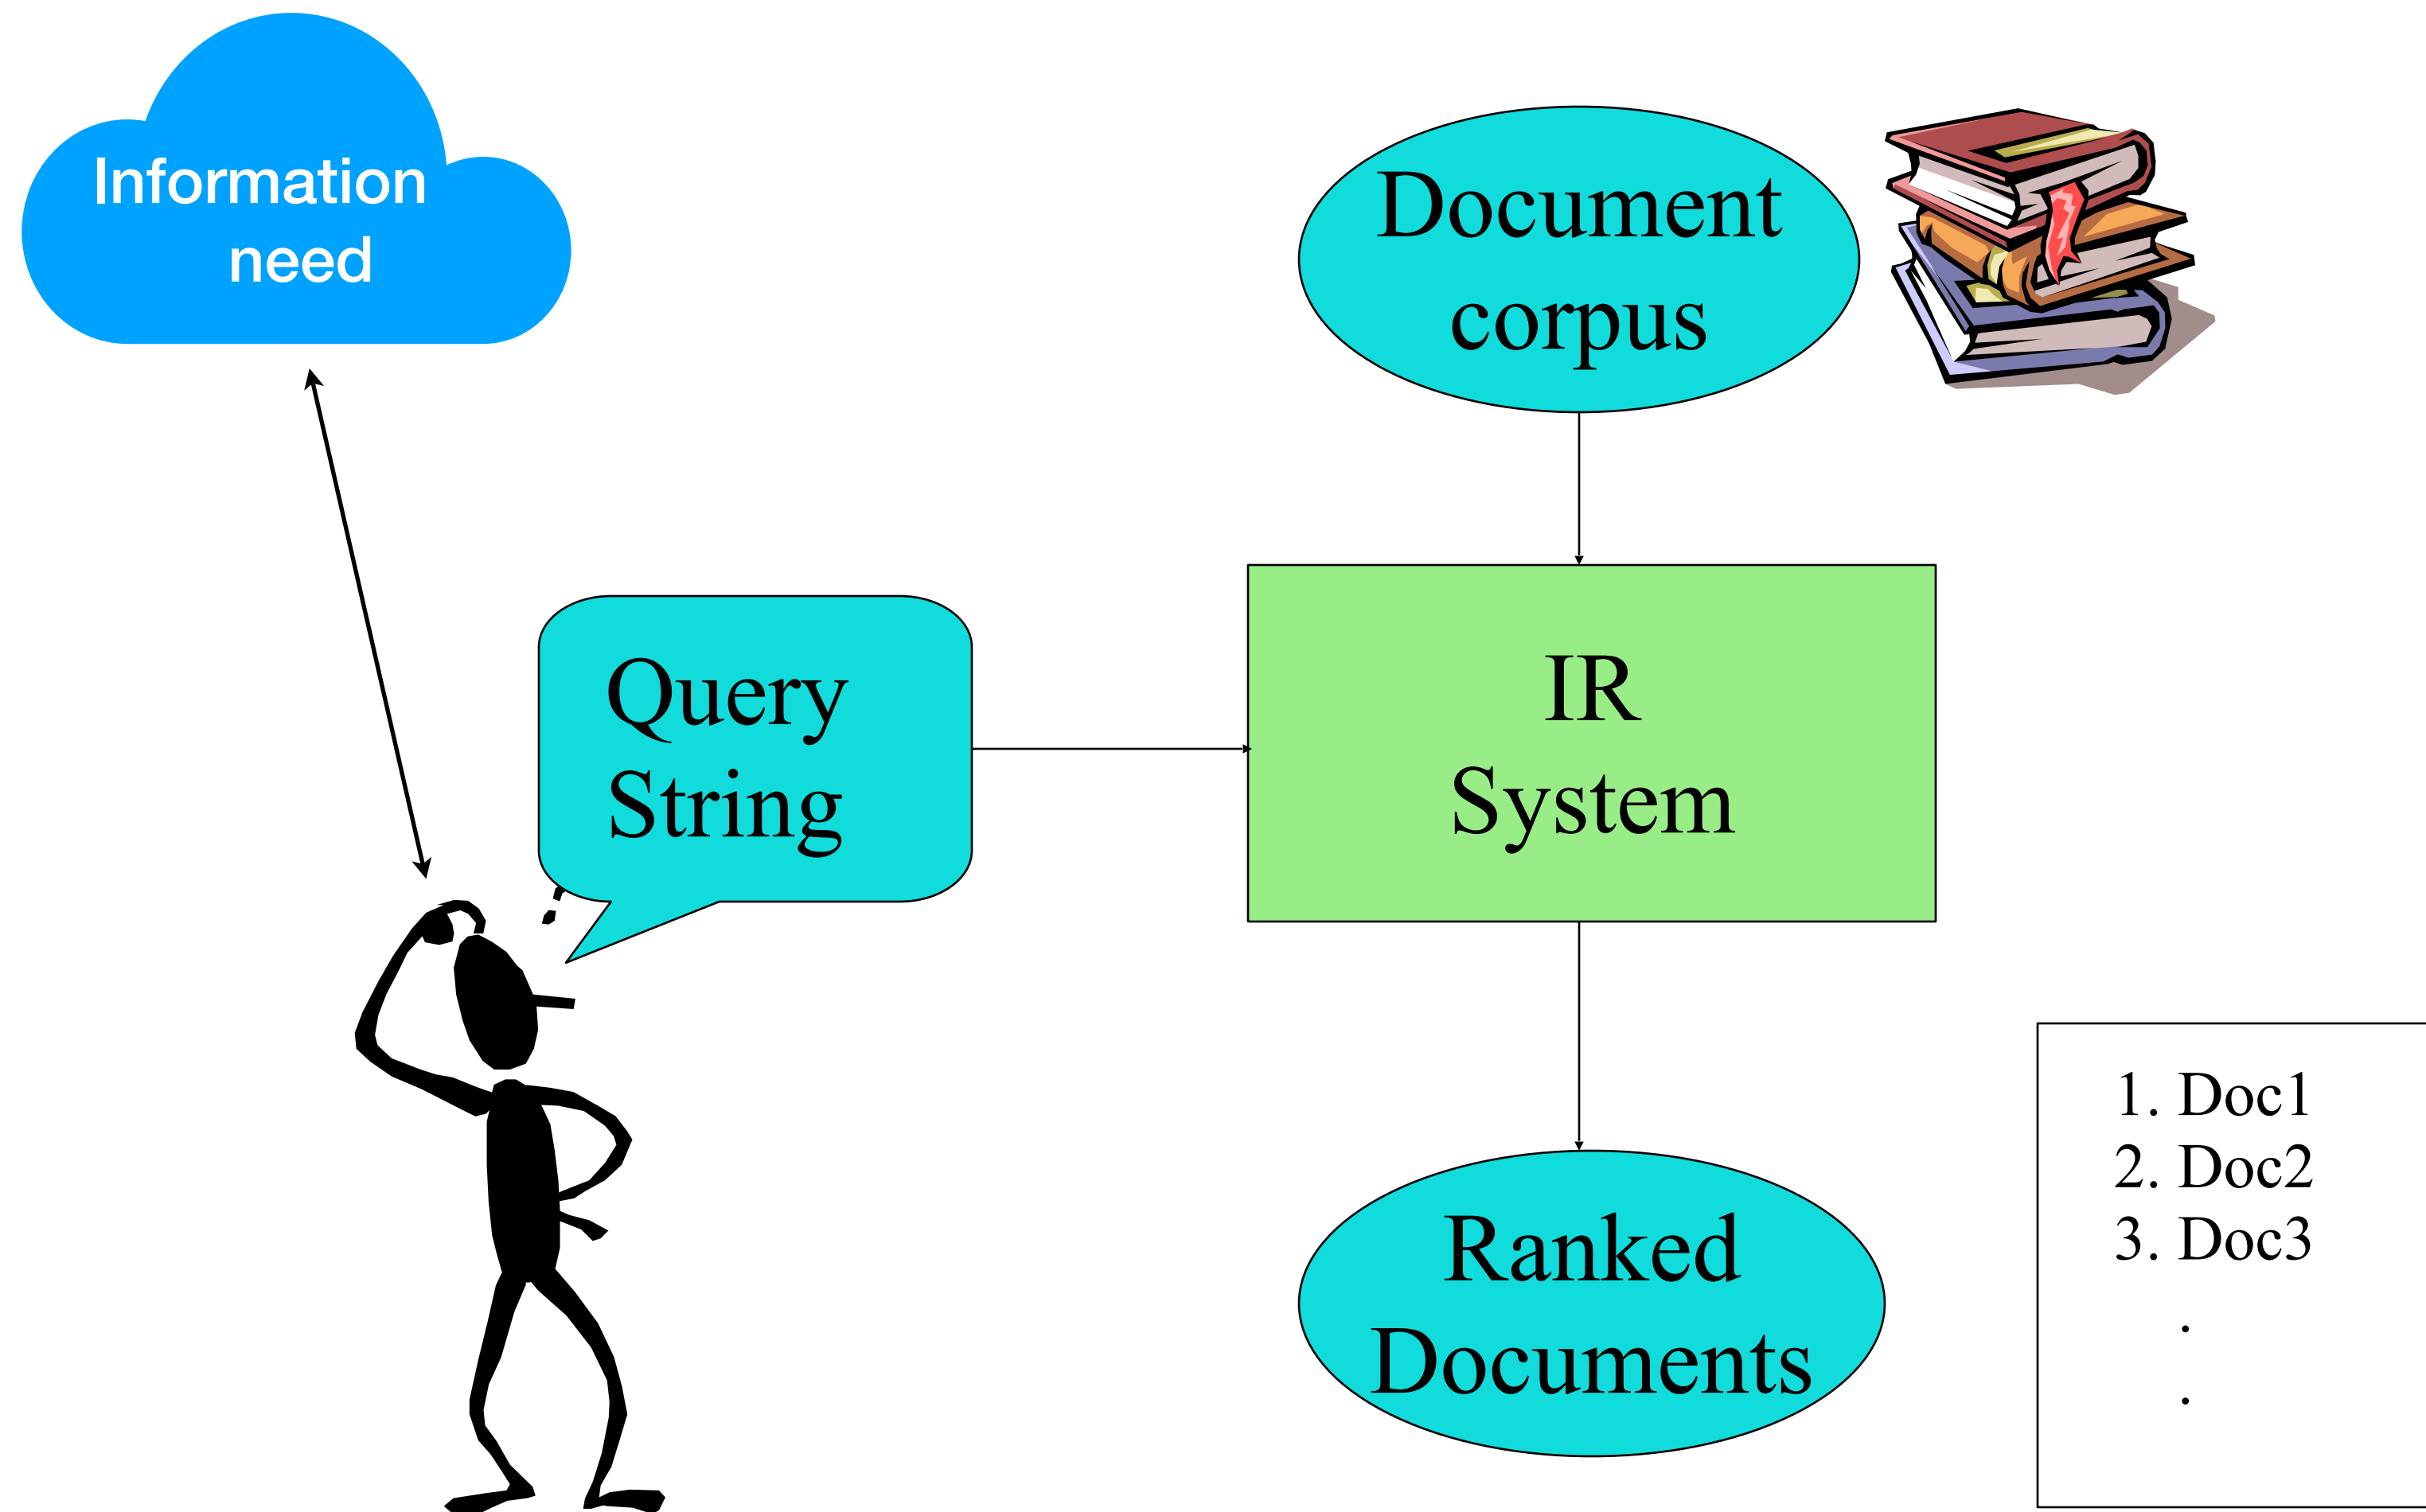 Information
need
Document
corpus
Query
String
IR
System
Ranked
Documents
1. Doc1
2. Doc2
3. Doc3
.
.